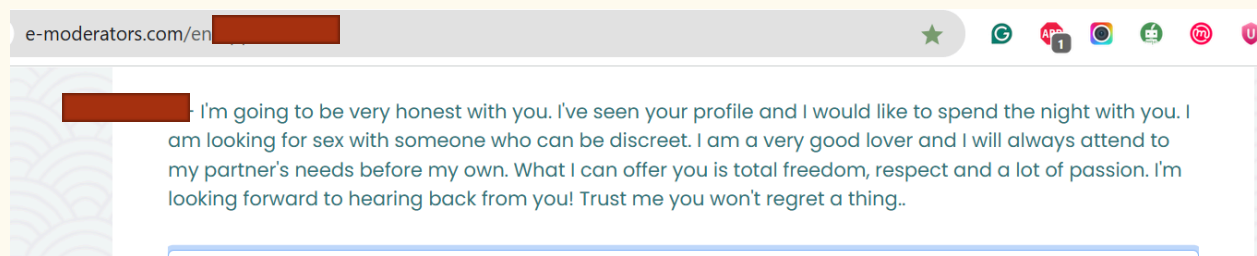 e-moderators.com/en
- I'm going to be very honest with you. I've seen your profile and I would like to spend the night with you. I
am looking for sex with someone who can be discreet. I am a very good lover and I will always attend to
my partner's needs before my own. What I can offer you is total freedom, respect and a lot of passion. I'm
looking forward to hearing back from you! Trust me you won't regret a thing..